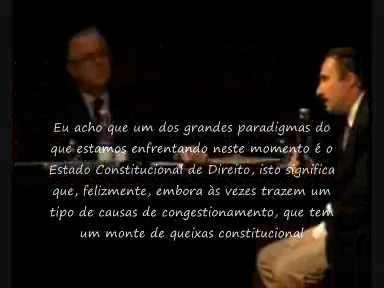 Eu acho que um dos grandes paradigmas do
que estamos enfrentando neste momento é o
Estado Constitucional de Direito, isto significa
que, felizmente, embora às vezes trazem um
tipo de causas de congestionamento, que tem
um monte de queixas constitucional